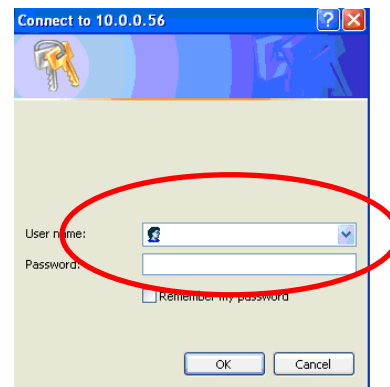 Connect to 10.0.0.56
User name:
Password:
Remember my password
OK
Cancel